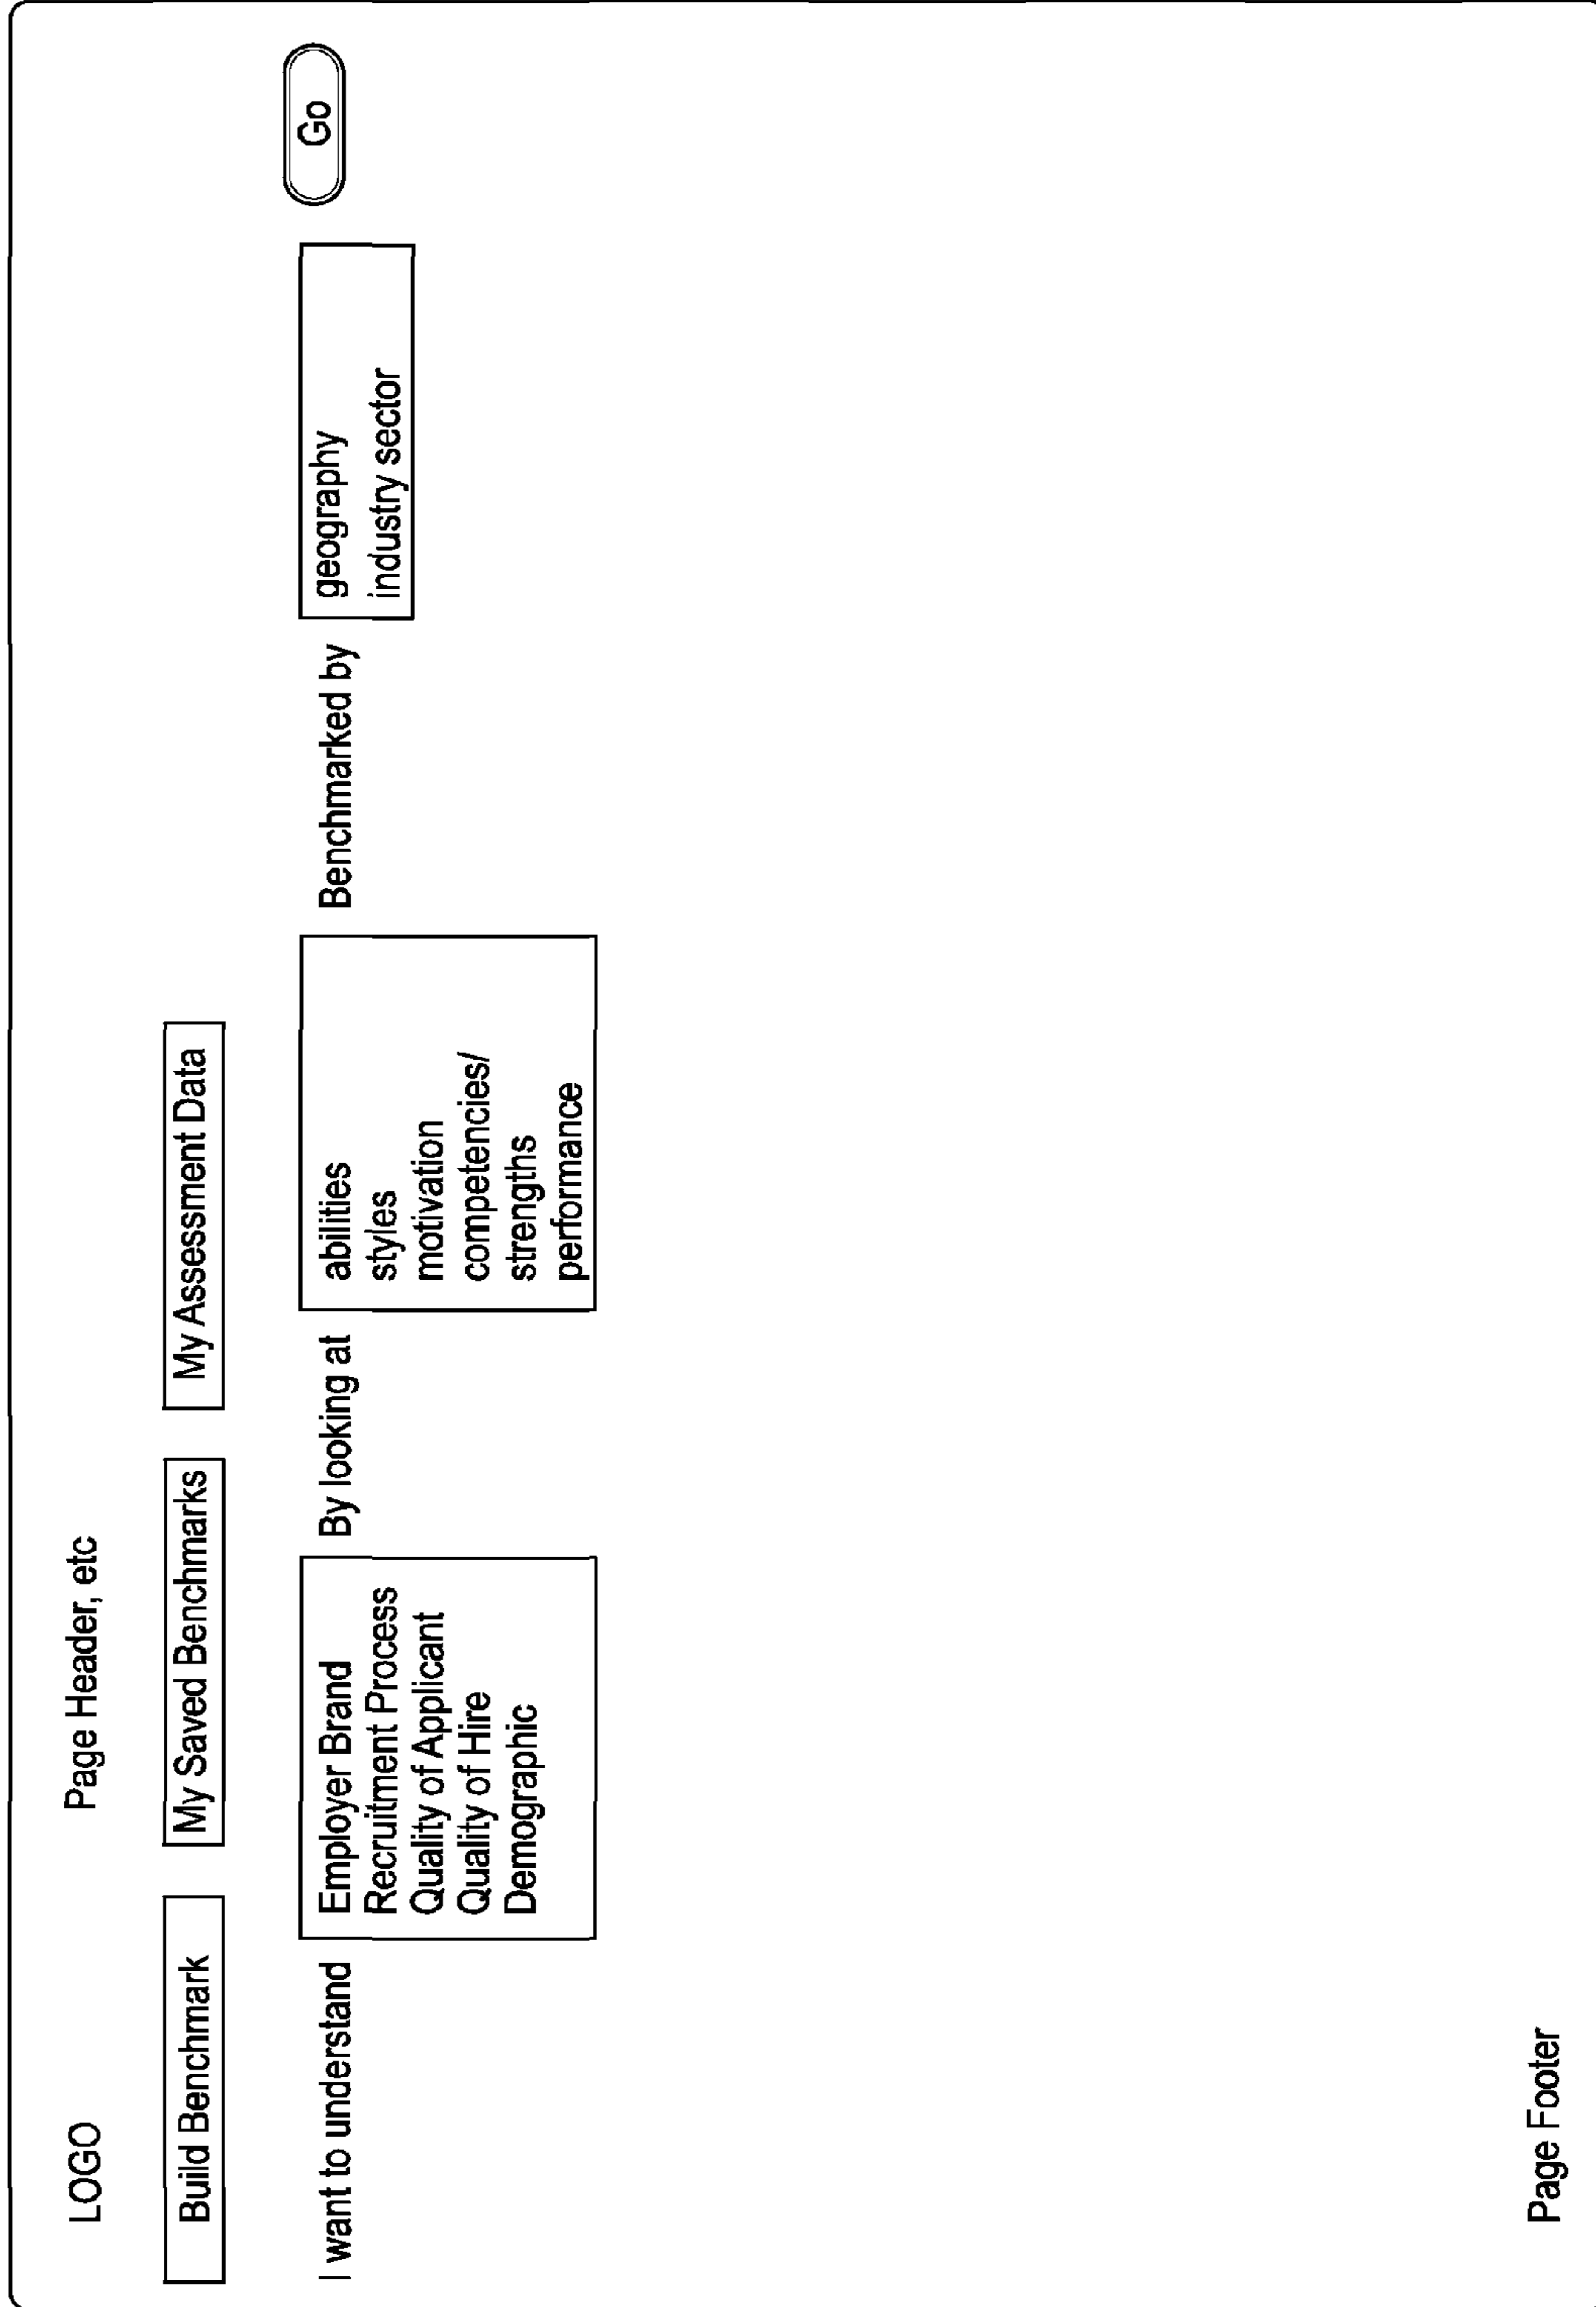 LOGO
Page Header, etc
Build Benchmark
My Saved Benchmarks
My Assessment Data
I want to understand
Employer Brand
Recruitment Process
Quality of Applicant
Quality of Hire
Demographic
By looking at
abilities
styles
motivation
competencies/
strengths
performance
Benchmarked by
geography
industry sector
Go
Page Footer